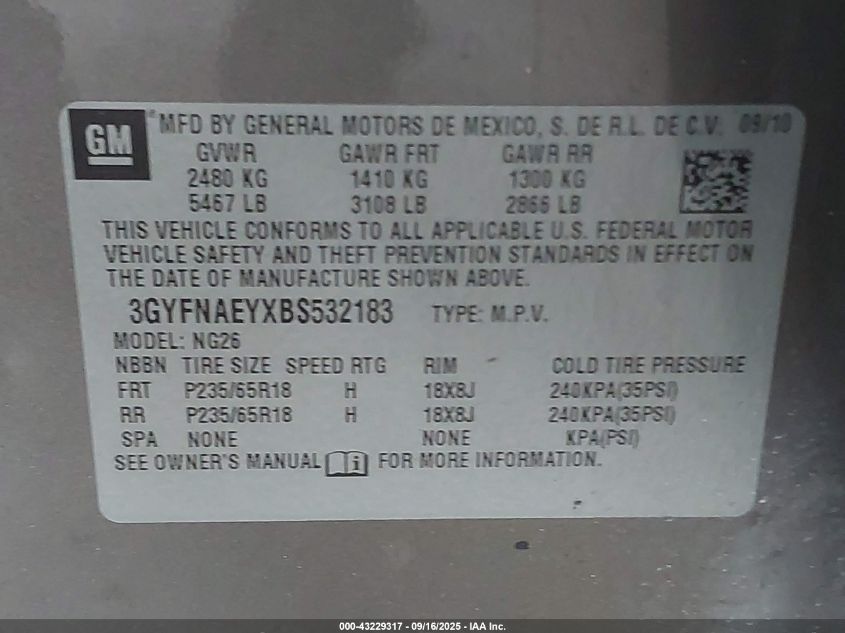 GM
MFD BY GENERAL MOTORS DE MEXICO, S. DE R.L. DE C.V. 09/10
GVWR GAWR FRT GAWR RR
2480 KG 1410 KG 1300 KG
5467 LB 3108 LB 2866 LB
THIS VEHICLE CONFORMS TO ALL APPLICABLE U.S. FEDERAL MOTOR
VEHICLE SAFETY AND THEFT PREVENTION STANDARDS IN EFFECT ON
THE DATE OF MANUFACTURE SHOWN ABOVE.
3GYFNAEYXBS532183 TYPE: M.P.V.
MODEL: NG26
NBBN TIRE SIZE SPEED RTG RIM COLD TIRE PRESSURE
FRT P235/65R18 H 18X8J 240KPA(35PSI)
RR P235/65R18 H 18X8J 240KPA(35PSI)
SPA NONE NONE KPA(PSI)
SEE OWNER'S MANUAL i FOR MORE INFORMATION.
000-43229317 - 09/16/2025 - IAA Inc.